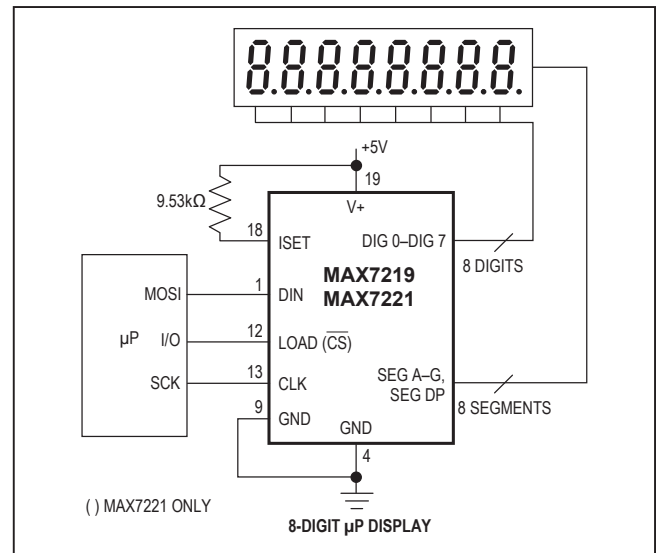 8.8.8.8.8.8.8.8.
+5V
19
9.53kΩ
V+
18
ISET
DIG 0–DIG 7
8 DIGITS
MAX7219
MAX7221
MOSI
1
DIN
µP
I/O
12
LOAD (C̅S̅)
SCK
13
CLK
SEG A–G,
SEG DP
8 SEGMENTS
9
GND
GND
4
( ) MAX7221 ONLY
8-DIGIT µP DISPLAY